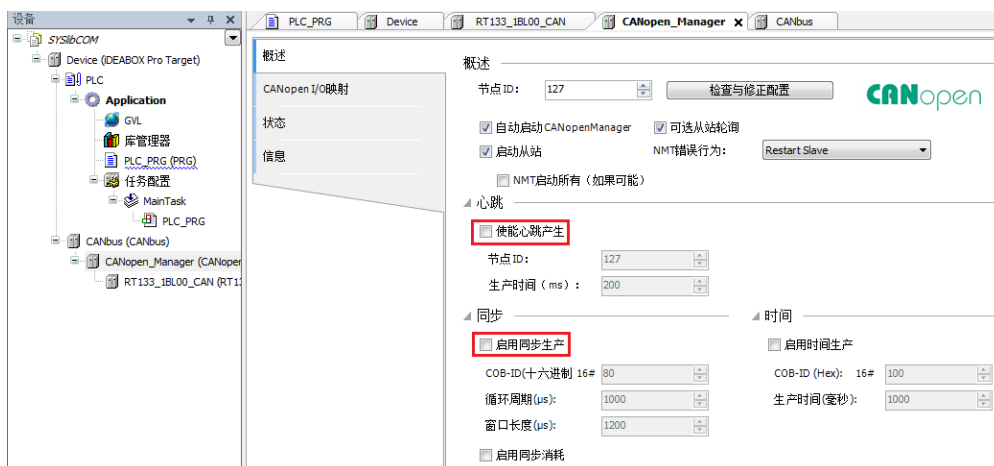 设备
SYSlibCOM
Device (iDEABOX Pro Target)
PLC
Application
GVL
库管理器
PLC_PRG (PRG)
任务配置
MainTask
PLC_PRG
CANbus (CANbus)
CANopen_Manager (CANoper
RT133_1BL00_CAN (RT13
PLC_PRG
Device
RT133_1BL00_CAN
CANopen_Manager
CANbus
概述
CANopen I/O映射
状态
信息
概述
节点ID: 127
检查与修正配置
CANopen
自动启动CANopenManager
可选从站轮询
启动从站
NMT错误行为: Restart Slave
NMT启动所有（如果可能）
心跳
使能心跳产生
节点ID: 127
生产时间（ms）: 200
同步
启用同步生产
COB-ID(十六进制 16# 80
循环周期(µs): 1000
窗口长度(µs): 1200
启用同步消耗
时间
启用时间生产
COB-ID (Hex): 16# 100
生产时间(毫秒): 1000